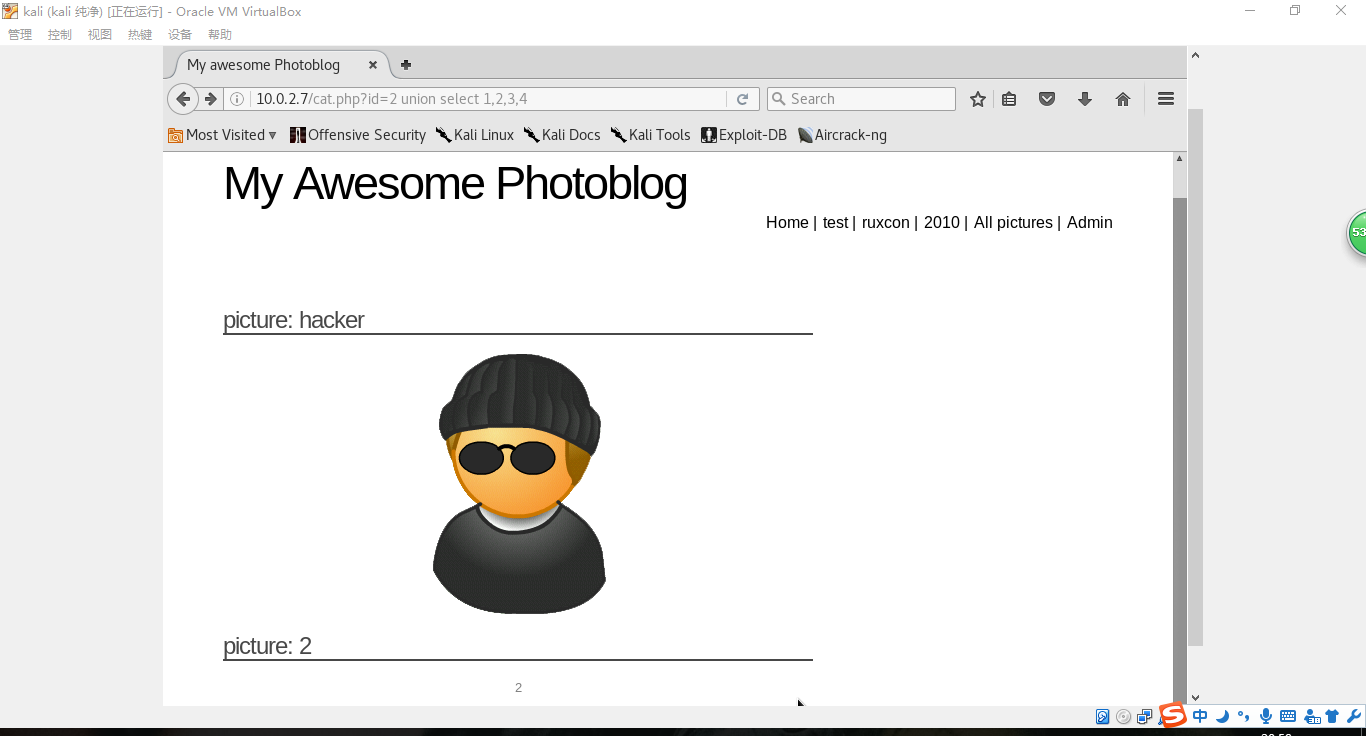 kali (kali 纯净) [正在运行] - Oracle VM VirtualBox
管理 控制 视图 热键 设备 帮助
My awesome Photoblog
10.0.2.7/cat.php?id=2 union select 1,2,3,4
Search
Most Visited Offensive Security Kali Linux Kali Docs Kali Tools Exploit-DB Aircrack-ng
My Awesome Photoblog
Home | test | ruxcon | 2010 | All pictures | Admin
53
picture: hacker
picture: 2
2
S 中